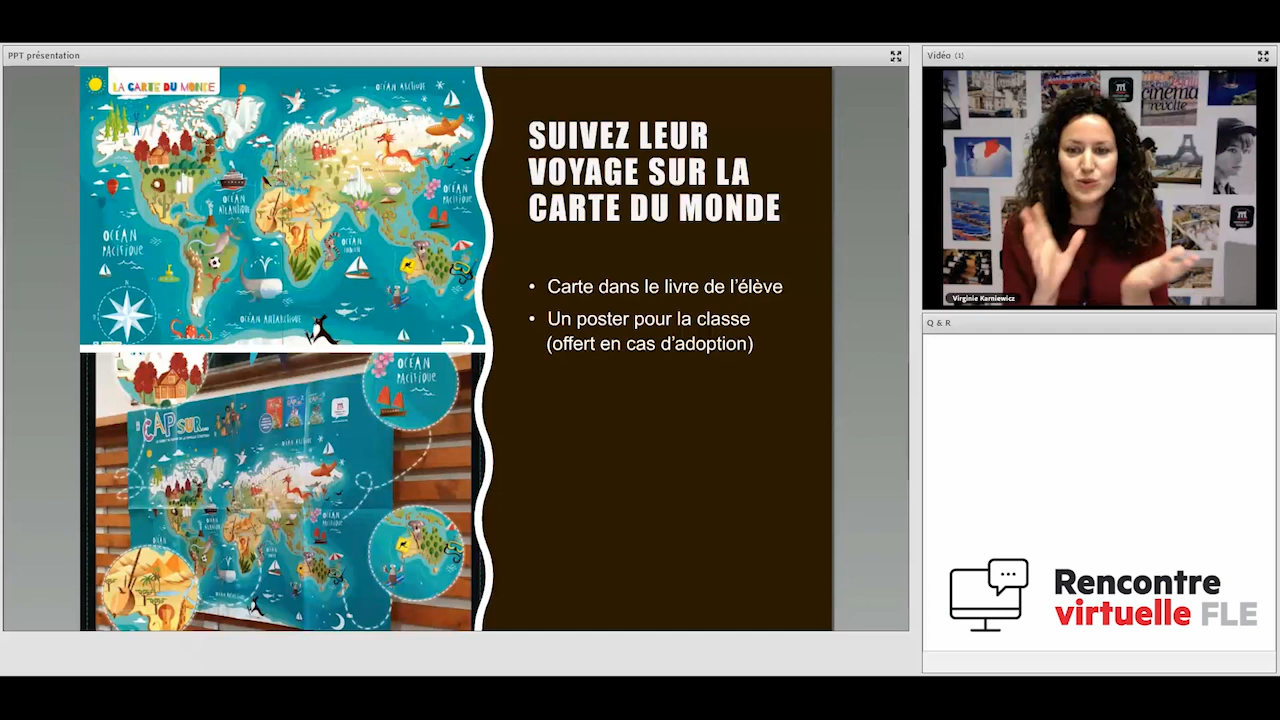 PPT présentation
LA CARTE DU MONDE
OCÉAN ARCTIQUE
OCÉAN
ATLANTIQUE
OCÉAN
PACIFIQUE
OCÉAN
INDIEN
OCÉAN
PACIFIQUE
OCÉAN ANTARCTIQUE
OCÉAN
PACIFIQUE
CAP SUR...
SUIVEZ LEUR
VOYAGE SUR LA
CARTE DU MONDE
• Carte dans le livre de l’élève
• Un poster pour la classe
(offert en cas d’adoption)
Vidéo (1)
cinéma
révolte
Virginie Karniewicz
Q & R
Rencontre
virtuelle FLE